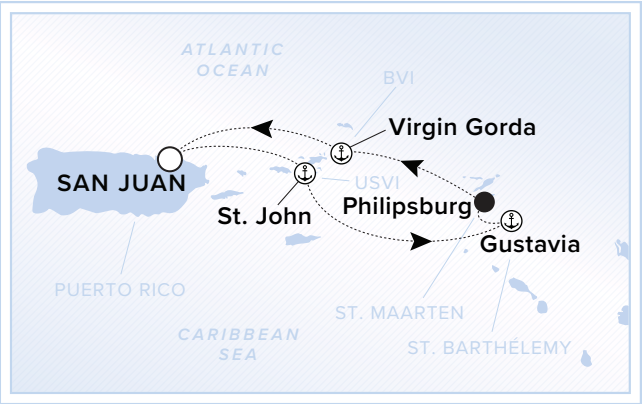 ATLANTIC
OCEAN
BVI
Virgin Gorda
SAN JUAN
USVI
St. John
Philipsburg
Gustavia
PUERTO RICO
ST. MAARTEN
CARIBBEAN
SEA
ST. BARTHÉLEMY